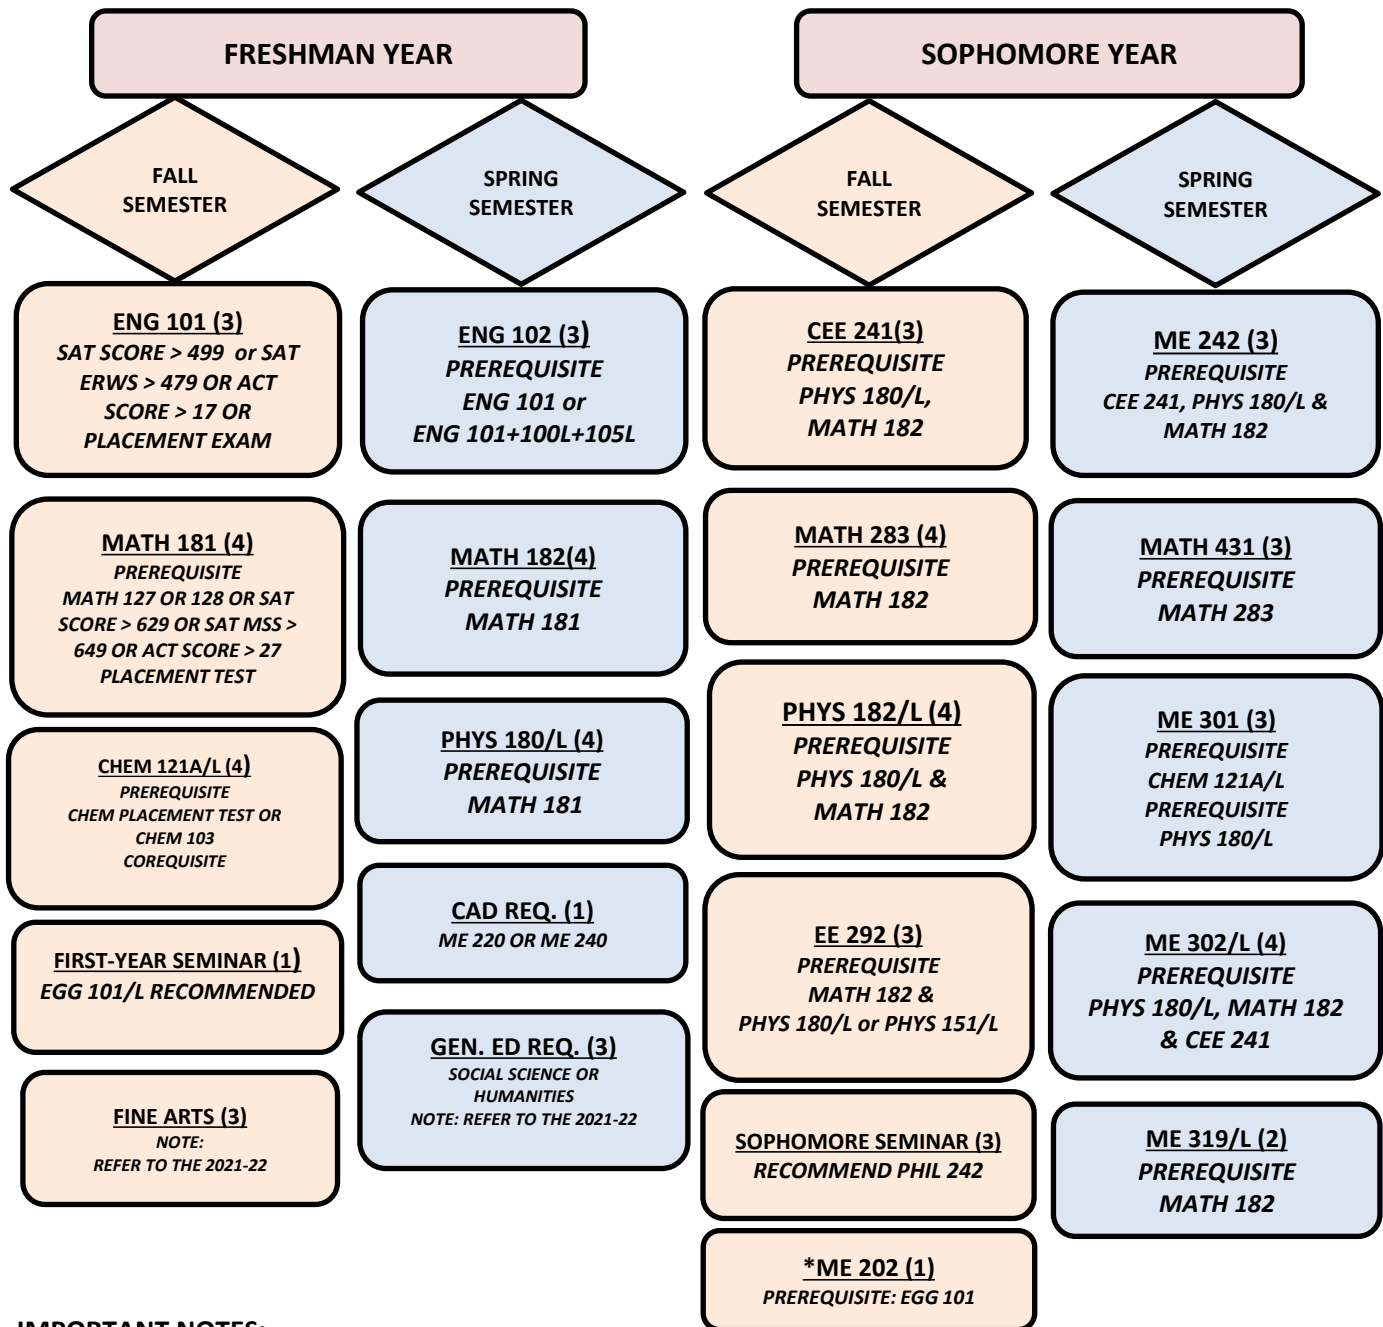 FRESHMAN YEAR
SOPHOMORE YEAR
FALL
SEMESTER
SPRING
SEMESTER
FALL
SEMESTER
SPRING
SEMESTER
ENG 101 (3)
SAT SCORE > 499 or SAT
ERWS > 479 OR ACT
SCORE > 17 OR
PLACEMENT EXAM
MATH 181 (4)
PREREQUISITE
MATH 127 OR 128 OR SAT
SCORE > 629 OR SAT MSS >
649 OR ACT SCORE > 27
PLACEMENT TEST
CHEM 121A/L (4)
PREREQUISITE
CHEM PLACEMENT TEST OR
CHEM 103
COREQUISITE
FIRST-YEAR SEMINAR (1)
EGG 101/L RECOMMENDED
FINE ARTS (3)
NOTE:
REFER TO THE 2021-22
ENG 102 (3)
PREREQUISITE
ENG 101 or
ENG 101+100L+105L
MATH 182(4)
PREREQUISITE
MATH 181
PHYS 180/L (4)
PREREQUISITE
MATH 181
CAD REQ. (1)
ME 220 OR ME 240
GEN. ED REQ. (3)
SOCIAL SCIENCE OR
HUMANITIES
NOTE: REFER TO THE 2021-22
CEE 241(3)
PREREQUISITE
PHYS 180/L,
MATH 182
MATH 283 (4)
PREREQUISITE
MATH 182
PHYS 182/L (4)
PREREQUISITE
PHYS 180/L &
MATH 182
EE 292 (3)
PREREQUISITE
MATH 182 &
PHYS 180/L or PHYS 151/L
SOPHOMORE SEMINAR (3)
RECOMMEND PHIL 242
*ME 202 (1)
PREREQUISITE: EGG 101
ME 242 (3)
PREREQUISITE
CEE 241, PHYS 180/L &
MATH 182
MATH 431 (3)
PREREQUISITE
MATH 283
ME 301 (3)
PREREQUISITE
CHEM 121A/L
PREREQUISITE
PHYS 180/L
ME 302/L (4)
PREREQUISITE
PHYS 180/L, MATH 182
& CEE 241
ME 319/L (2)
PREREQUISITE
MATH 182
IMPORTANT NOTES: